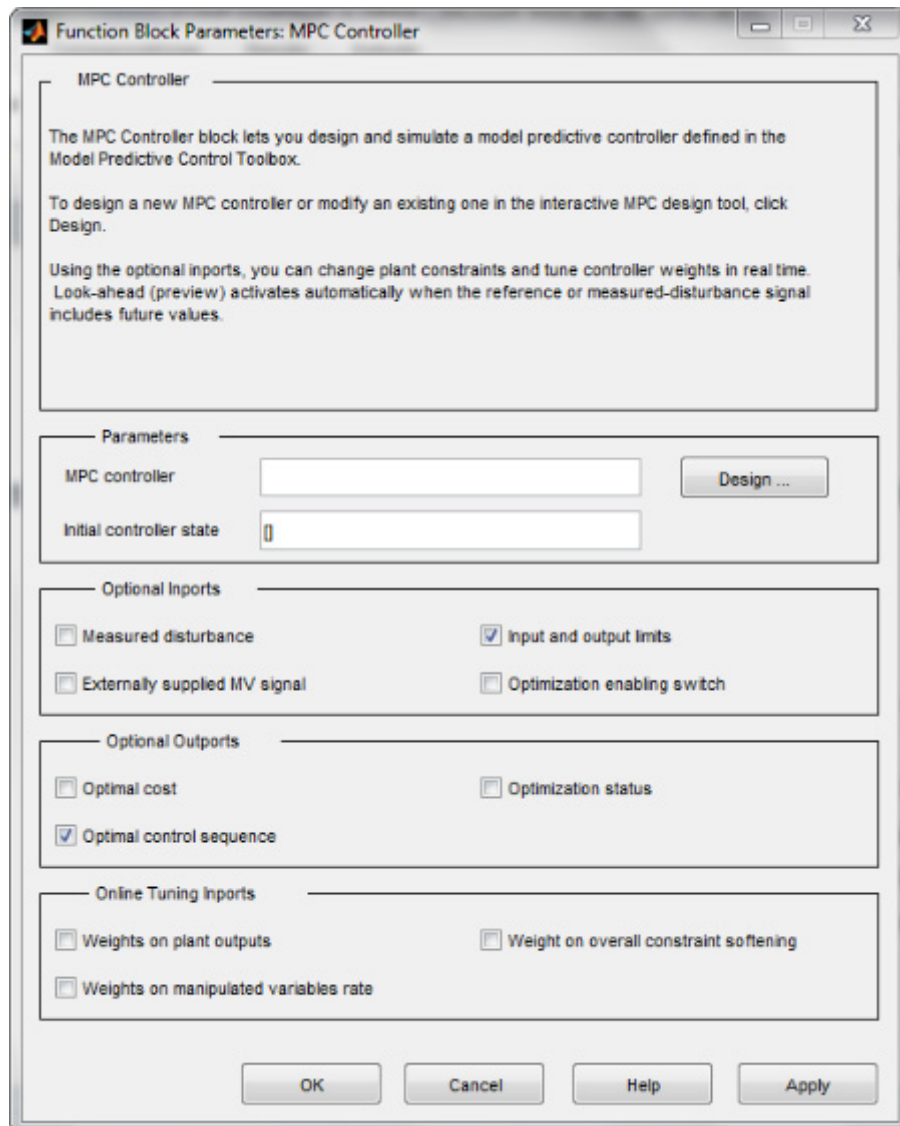 Function Block Parameters: MPC Controller
MPC Controller
The MPC Controller block lets you design and simulate a model predictive controller defined in the
Model Predictive Control Toolbox.
To design a new MPC controller or modify an existing one in the interactive MPC design tool, click
Design.
Using the optional inports, you can change plant constraints and tune controller weights in real time.
Look-ahead (preview) activates automatically when the reference or measured-disturbance signal
includes future values.
Parameters
MPC controller
Design ...
Initial controller state
[]
Optional Inports
Measured disturbance
Input and output limits
Externally supplied MV signal
Optimization enabling switch
Optional Outports
Optimal cost
Optimization status
Optimal control sequence
Online Tuning Inports
Weights on plant outputs
Weight on overall constraint softening
Weights on manipulated variables rate
OK
Cancel
Help
Apply